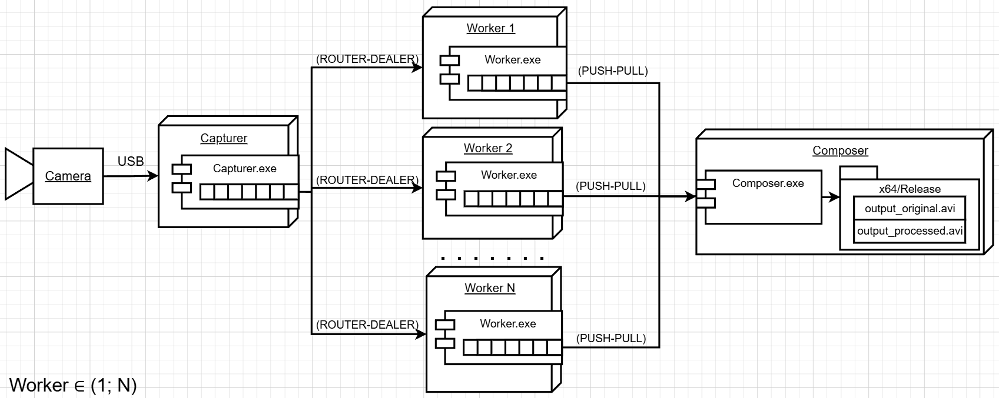 Camera
USB
Capturer
Capturer.exe
(ROUTER-DEALER)
(ROUTER-DEALER)
(ROUTER-DEALER)
Worker 1
Worker.exe
(PUSH-PULL)
Worker 2
Worker.exe
(PUSH-PULL)
. . . . . . .
Worker N
Worker.exe
(PUSH-PULL)
Composer
Composer.exe
x64/Release
output_original.avi
output_processed.avi
Worker ∈ (1; N)